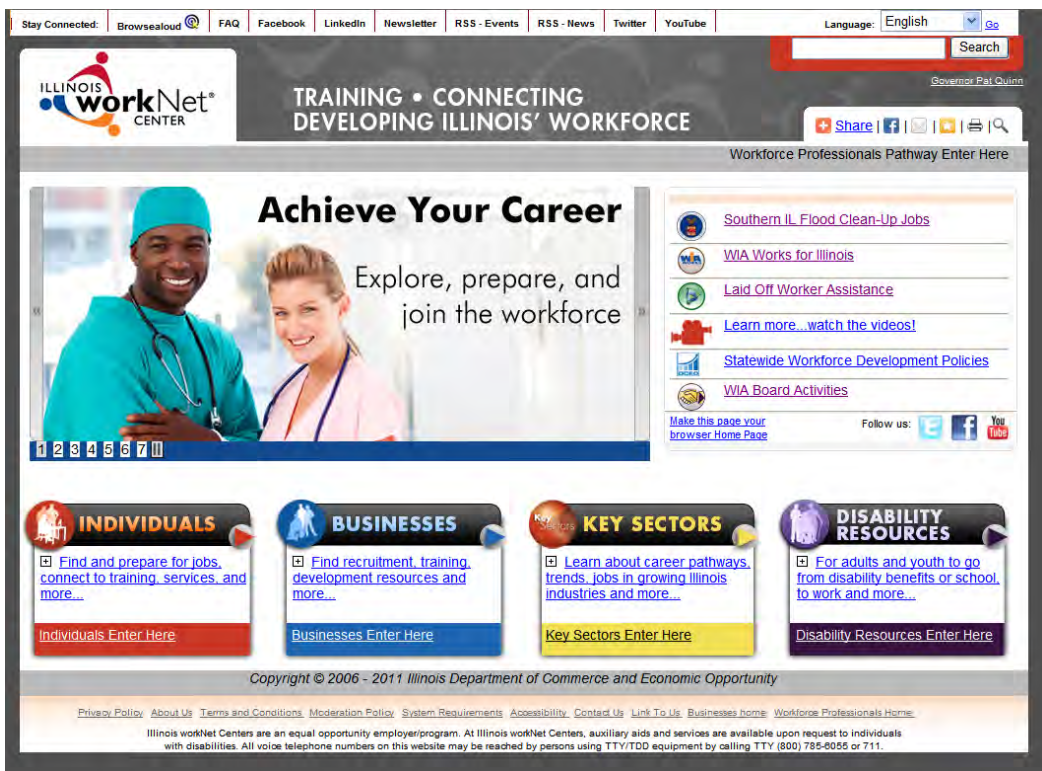 Stay Connected: Browsealoud FAQ Facebook LinkedIn Newsletter RSS - Events RSS - News Twitter YouTube Language: English Go
Search
Governor Pat Quinn
ILLINOIS
workNet®
CENTER
TRAINING • CONNECTING
DEVELOPING ILLINOIS' WORKFORCE
Share
Workforce Professionals Pathway Enter Here
Achieve Your Career
Explore, prepare, and
join the workforce
1 2 3 4 5 6 7 ||
Southern IL Flood Clean-Up Jobs
WIA Works for Illinois
Laid Off Worker Assistance
Learn more...watch the videos!
Statewide Workforce Development Policies
WIA Board Activities
Make this page your
browser Home Page
Follow us:
You
Tube
INDIVIDUALS
Find and prepare for jobs,
connect to training, services, and
more...
Individuals Enter Here
BUSINESSES
Find recruitment, training,
development resources and
more...
Businesses Enter Here
Key
Sectors
KEY SECTORS
Learn about career pathways,
trends, jobs in growing Illinois
industries and more...
Key Sectors Enter Here
DISABILITY
RESOURCES
For adults and youth to go
from disability benefits or school,
to work and more...
Disability Resources Enter Here
Copyright © 2006 - 2011 Illinois Department of Commerce and Economic Opportunity
Privacy Policy About Us Terms and Conditions Moderation Policy System Requirements Accessibility Contact Us Link To Us Businesses home Workforce Professionals Home
Illinois workNet Centers are an equal opportunity employer/program. At Illinois workNet Centers, auxiliary aids and services are available upon request to individuals
with disabilities. All voice telephone numbers on this website may be reached by persons using TTY/TDD equipment by calling TTY (800) 785-6055 or 711.